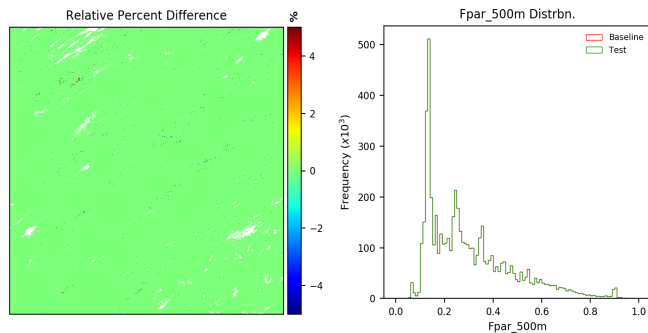 Relative Percent Difference
%
4
2
0
−2
−4
Fpar_500m Distrbn.
Baseline
Test
Frequency (x10³)
500
400
300
200
100
0
0.0 0.2 0.4 0.6 0.8 1.0
Fpar_500m